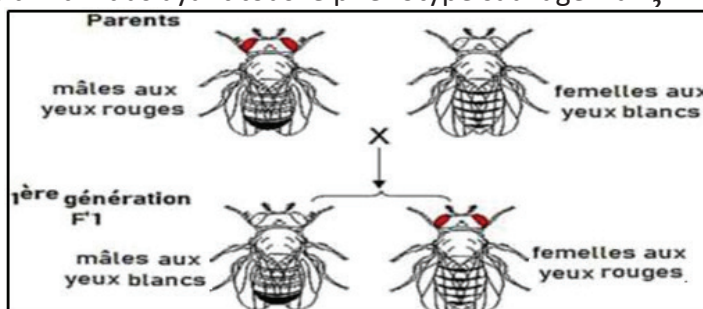 Parents
mâles aux
yeux rouges
femelles aux
yeux blancs
X
1ère génération
F'1
mâles aux
yeux blancs
femelles aux
yeux rouges